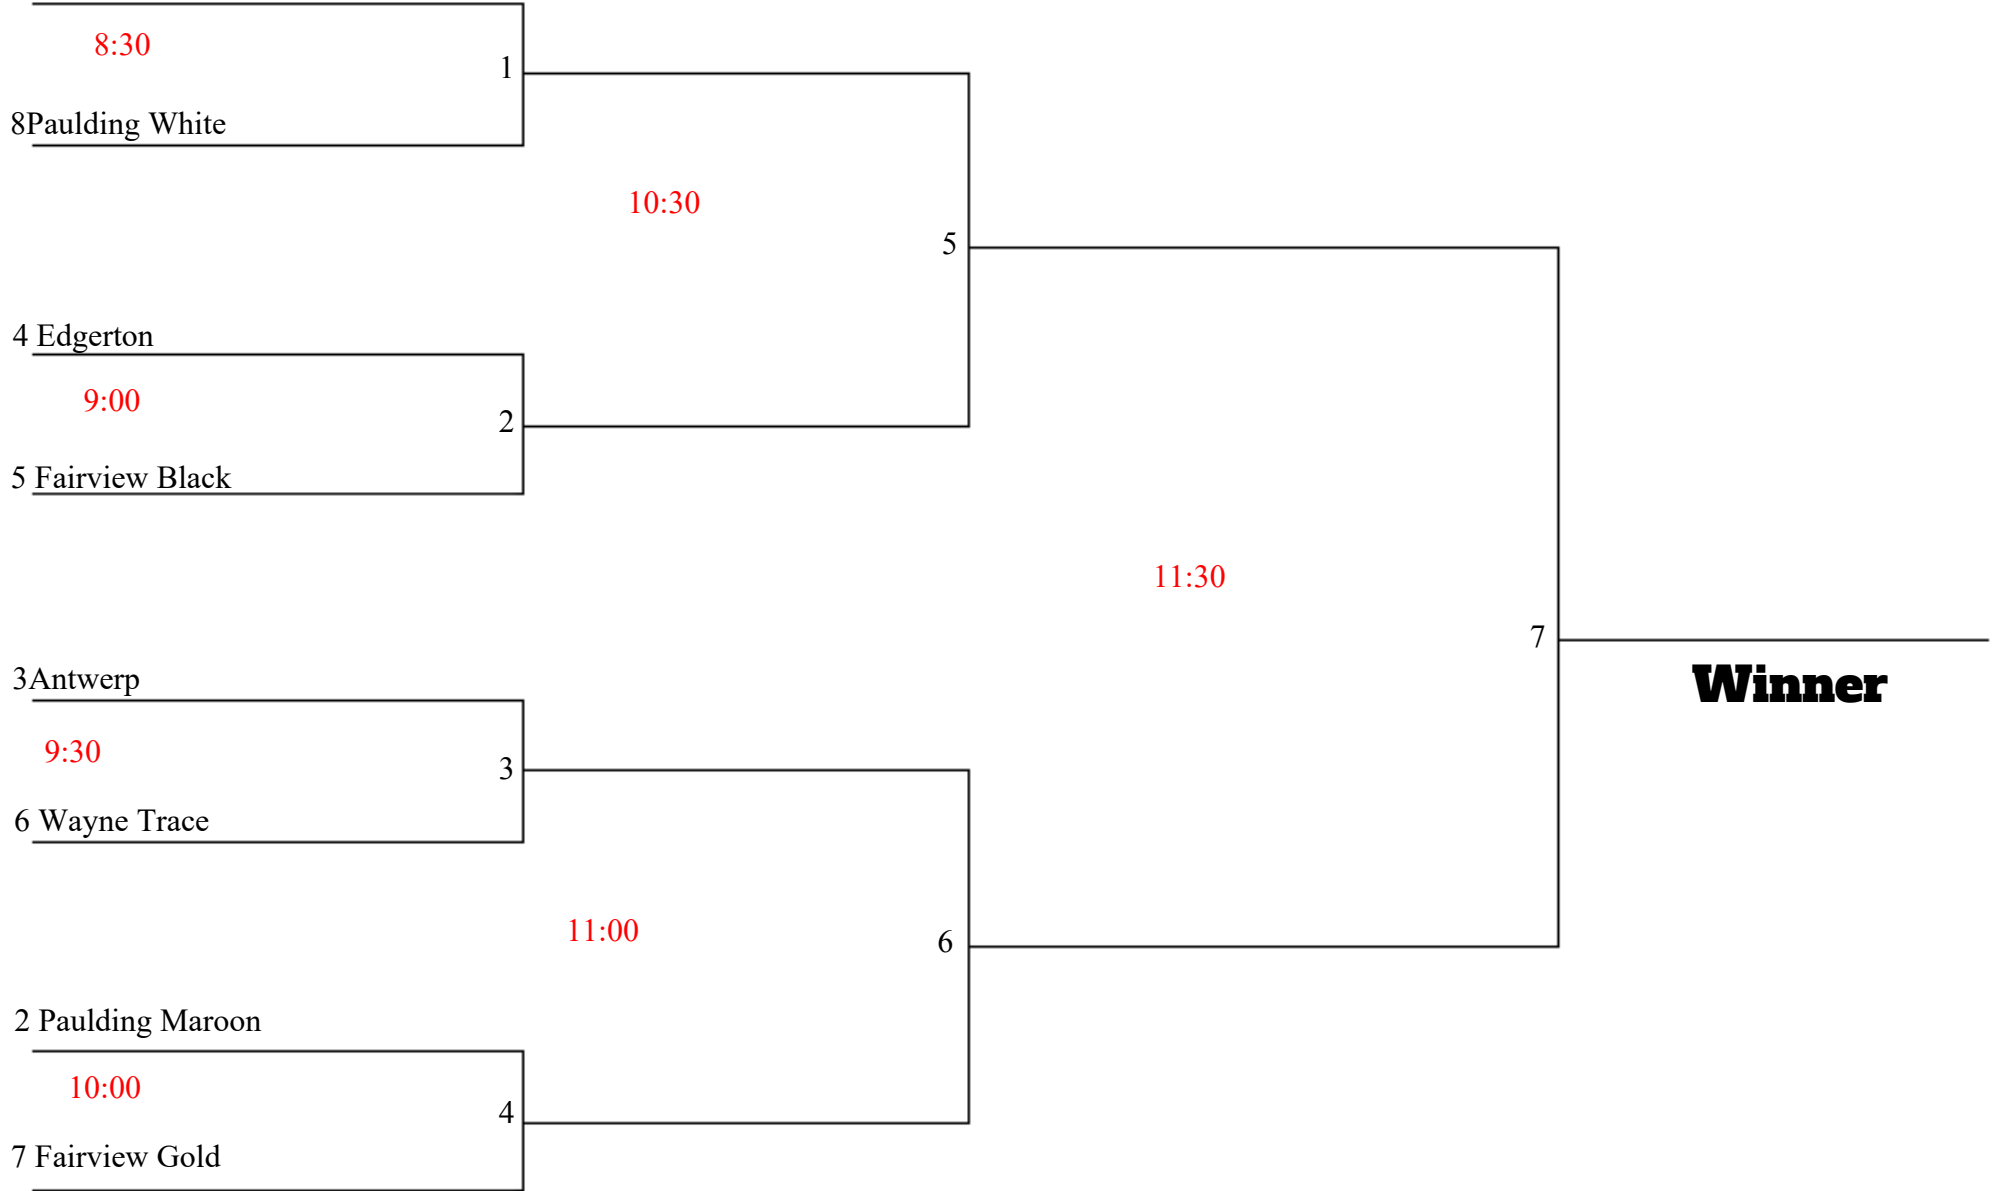 8:30
1
8Paulding White
10:30
5
4 Edgerton
9:00
2
5 Fairview Black
11:30
7
Winner
3Antwerp
9:30
3
6 Wayne Trace
11:00
6
2 Paulding Maroon
10:00
4
7 Fairview Gold